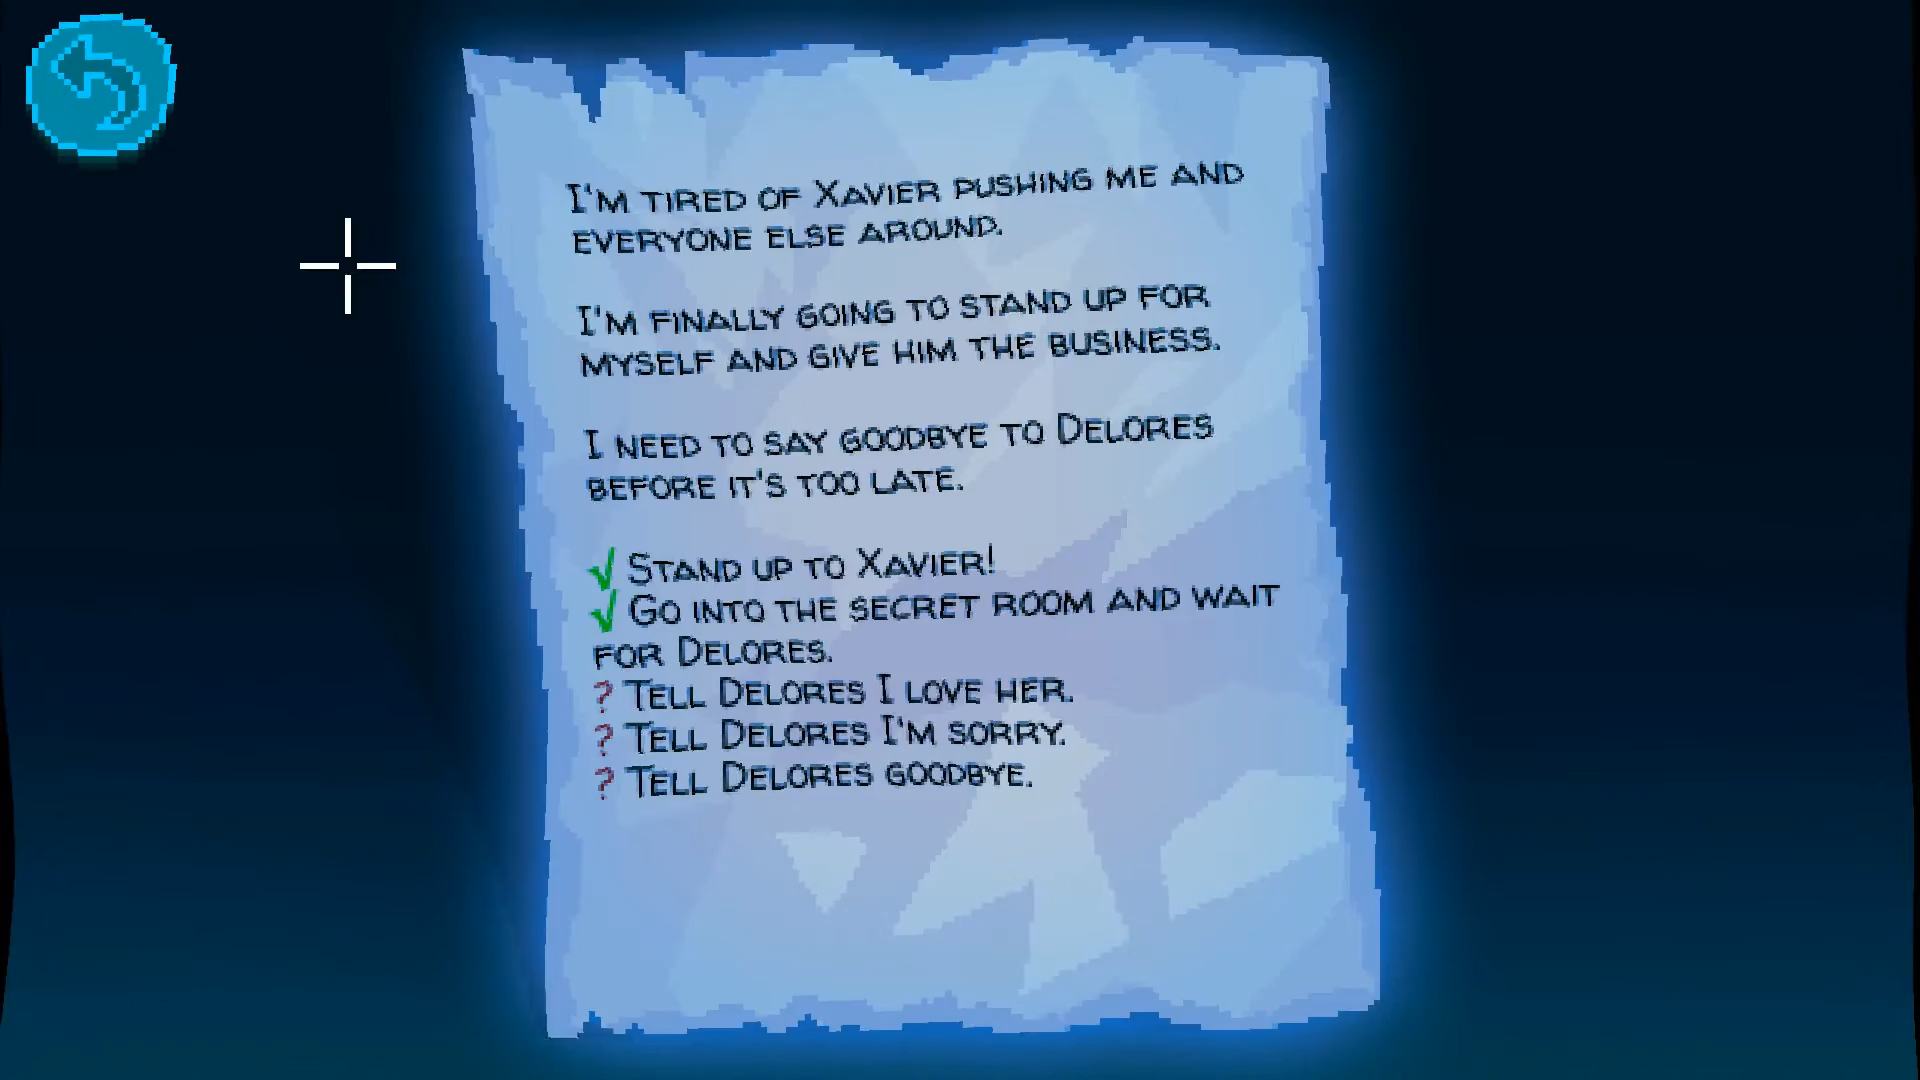 I'm tired of Xavier pushing me and
everyone else around.
I'm finally going to stand up for
myself and give him the business.
I need to say goodbye to Delores
before it's too late.
√ Stand up to Xavier!
√ Go into the secret room and wait
for Delores.
? Tell Delores I love her.
? Tell Delores I'm sorry.
? Tell Delores goodbye.